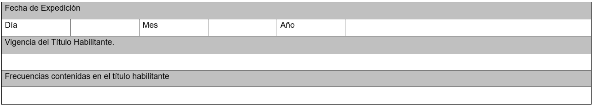 Fecha de Expedición
Día Mes Año
Vigencia del Título Habilitante.
Frecuencias contenidas en el título habilitante